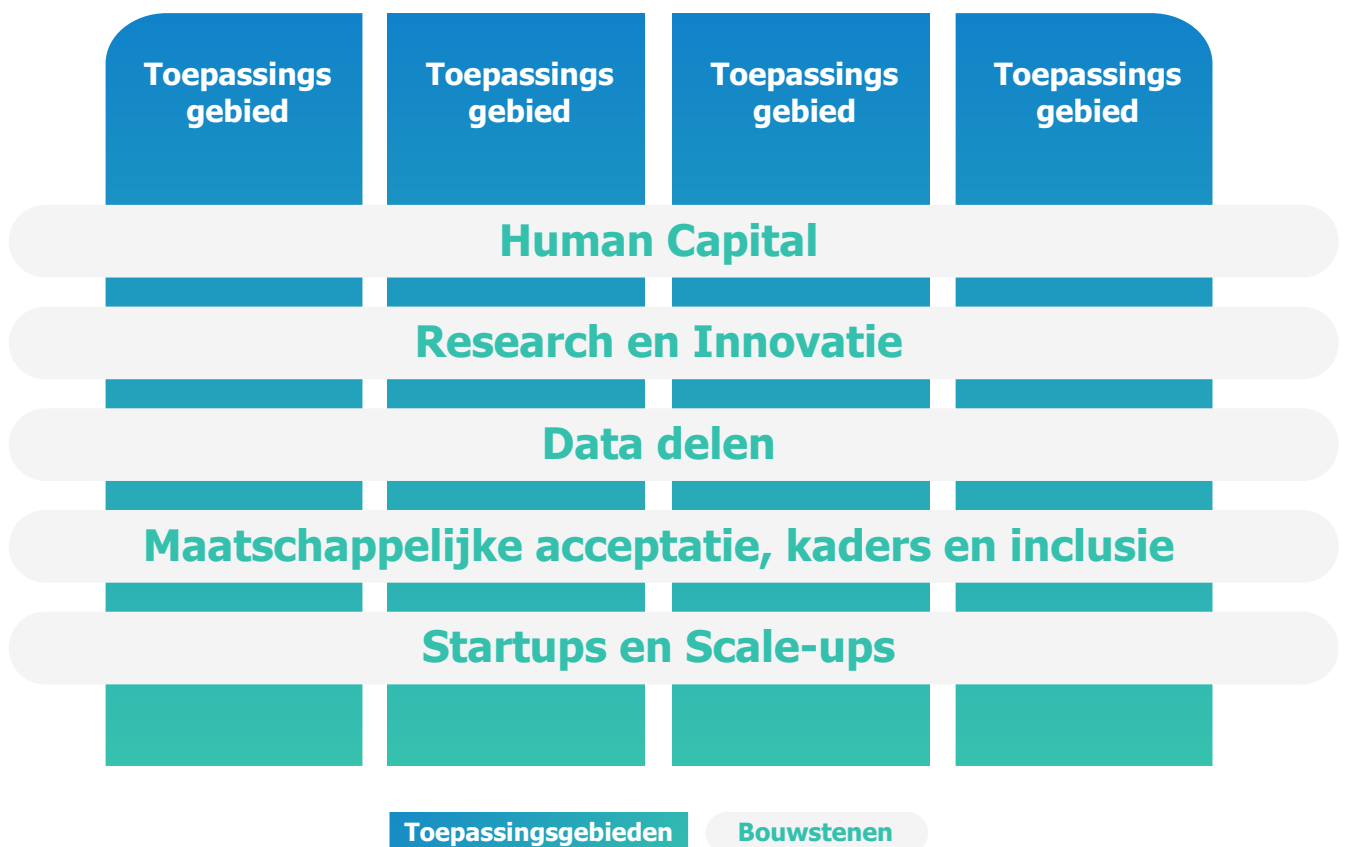 Toepassings
gebied
Toepassings
gebied
Toepassings
gebied
Toepassings
gebied
Human Capital
Research en Innovatie
Data delen
Maatschappelijke acceptatie, kaders en inclusie
Startups en Scale-ups
Toepassingsgebieden
Bouwstenen